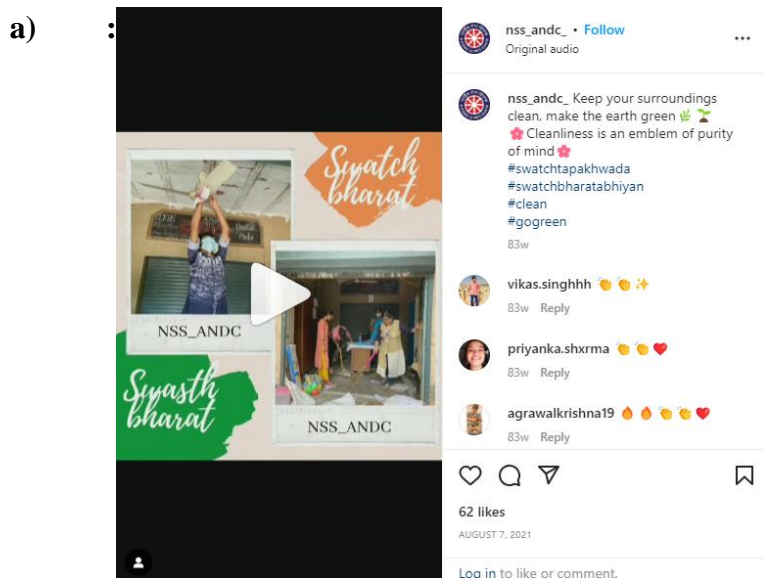 a) :
nss_andc_ • Follow
Original audio
...
nss_andc_ Keep your surroundings
clean, make the earth green 🌿 🌱
🌸 Cleanliness is an emblem of purity
of mind 🌸
#swatchtapakhwada
#swatchbharatabhiyan
#clean
#gogreen
83w
vikas.singhhh 👏 👏 ✨
83w Reply
priyanka.shxrma 👏 👏 ❤️
83w Reply
agrawalkrishna19 🔥 🔥 👏 👏 ❤️
83w Reply
62 likes
AUGUST 7, 2021
Log in to like or comment.
Swatch
bharat
NSS_ANDC
Swasth
bharat
NSS_ANDC